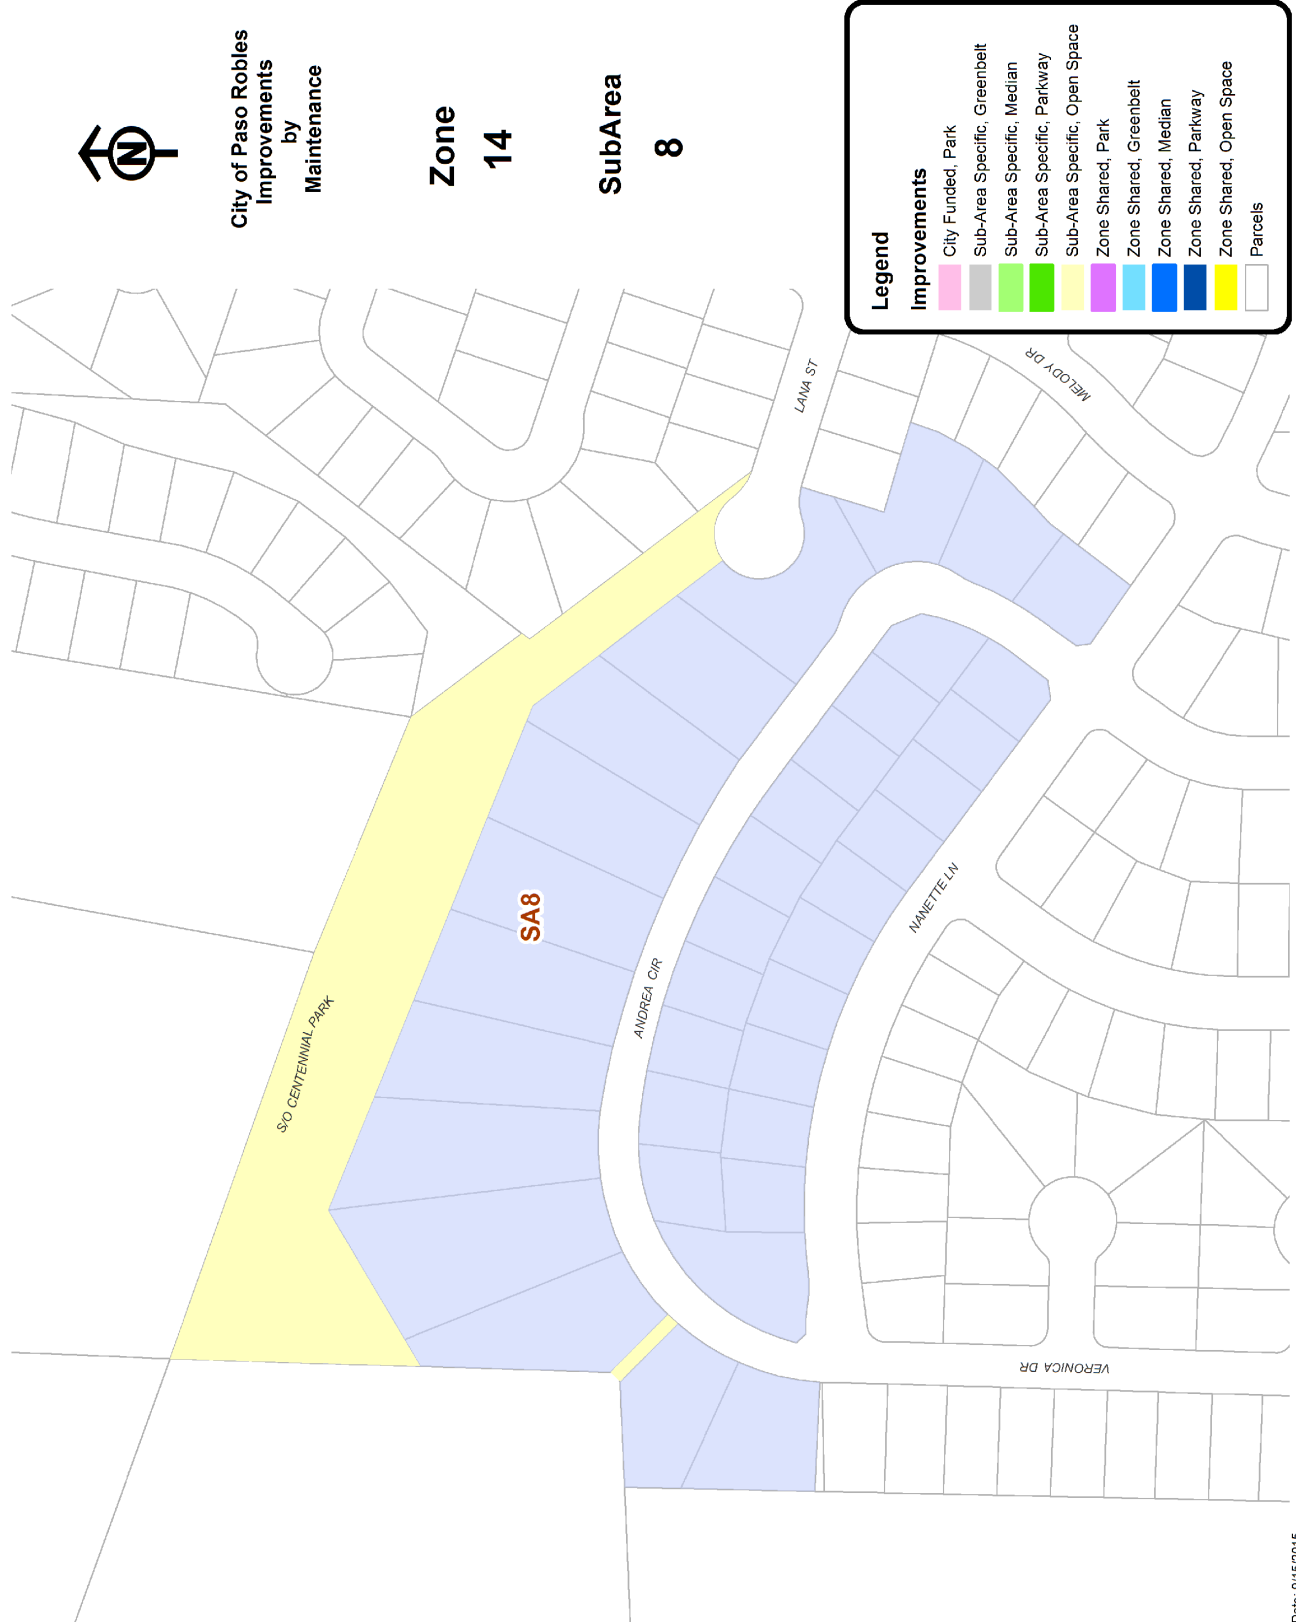 N
City of Paso Robles
Improvements
by
Maintenance
Zone
14
SubArea
8
Legend
Improvements
City Funded, Park
Sub-Area Specific, Greenbelt
Sub-Area Specific, Median
Sub-Area Specific, Parkway
Sub-Area Specific, Open Space
Zone Shared, Park
Zone Shared, Greenbelt
Zone Shared, Median
Zone Shared, Parkway
Zone Shared, Open Space
Parcels
LANA ST
MELODY DR
SA8
NANETTE LN
ANDREA CIR
S/O CENTENNIAL PARK
VERONICA DR